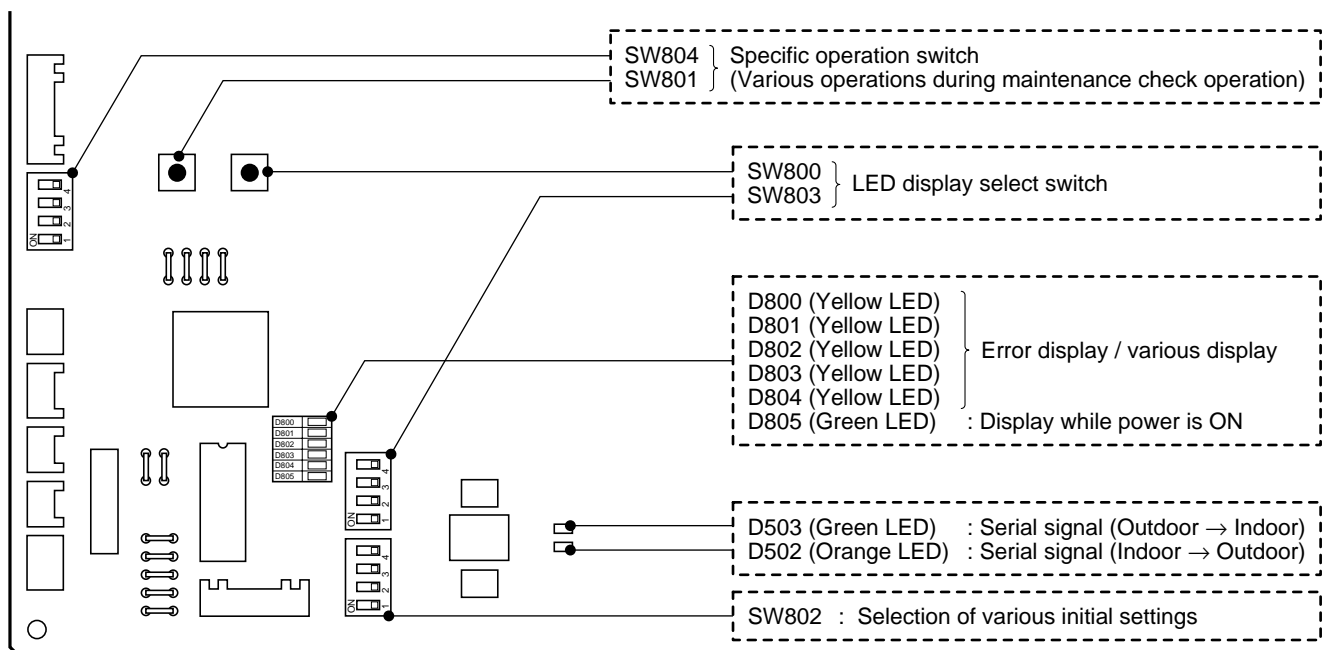 SW804 Specific operation switch
SW801 (Various operations during maintenance check operation)
SW800
SW803 LED display select switch
D800 (Yellow LED)
D801 (Yellow LED)
D802 (Yellow LED) Error display / various display
D803 (Yellow LED)
D804 (Yellow LED)
D805 (Green LED) : Display while power is ON
D503 (Green LED) : Serial signal (Outdoor → Indoor)
D502 (Orange LED) : Serial signal (Indoor → Outdoor)
SW802 : Selection of various initial settings
4
3
2
ON 1
D800
D801
D802
D803
D804
D805
4
3
2
ON 1
4
3
2
ON 1